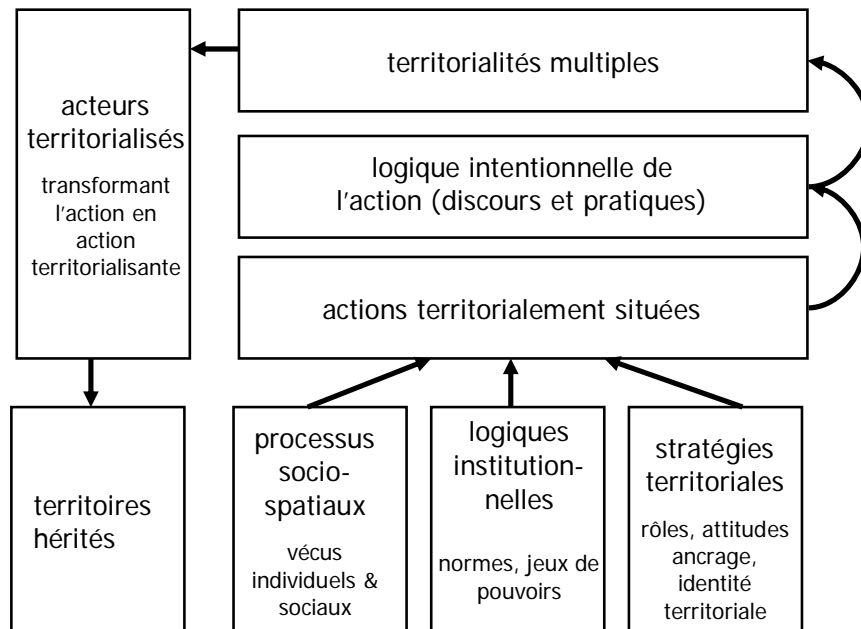 acteurs
territorialisés
transformant
l'action en
action
territorialisante
territorialités multiples
logique intentionnelle de
l'action (discours et pratiques)
actions territorialement situées
territoires
hérités
processus
socio-
spatiaux
vécus
individuels &
sociaux
logiques
institution-
nelles
normes, jeux de
pouvoirs
stratégies
territoriales
rôles, attitudes
ancrage,
identité
territoriale